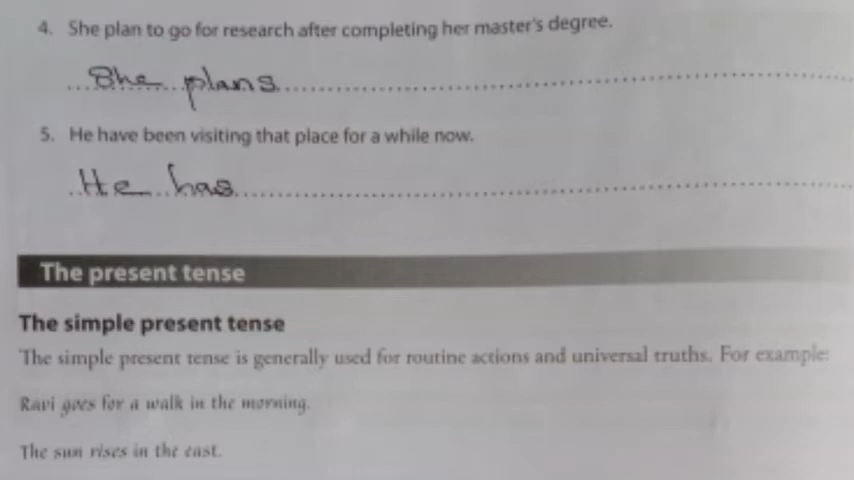 4. She plan to go for research after completing her master's degree.
She plans
5. He have been visiting that place for a while now.
He has
The present tense
The simple present tense
The simple present tense is generally used for routine actions and universal truths. For example:
Ravi goes for a walk in the morning.
The sun rises in the east.